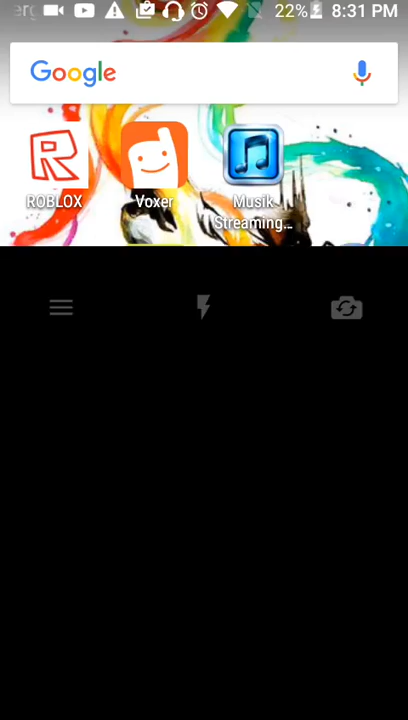 22% 8:31 PM
Google
ROBLOX
Voxer
Musik
Streaming...